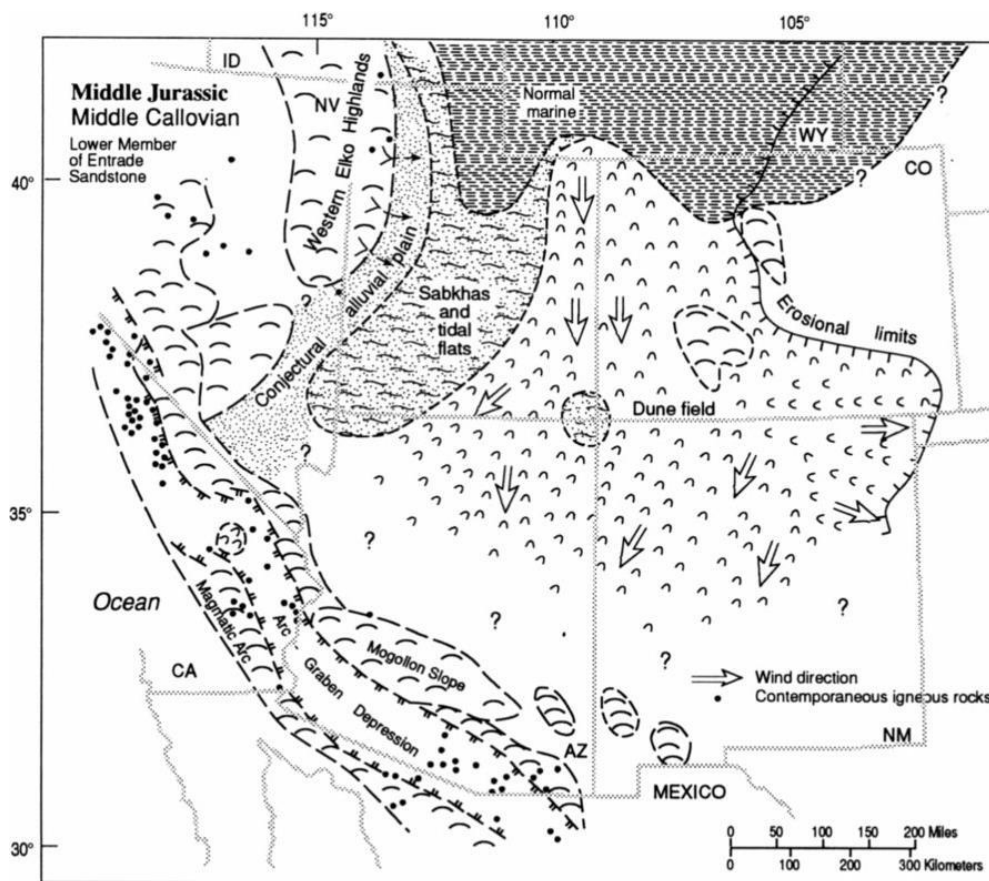 115°
110°
105°
ID
Middle Jurassic
Middle Callovian
Lower Member
of Entrade
Sandstone
NV
Western Elko Highlands
Normal
marine
?
WY
CO
40°
?
?
Conjectural alluvial plain
Sabkhas
and
tidal
flats
Erosional limits
Dune field
?
35°
?
?
?
?
?
Ocean
Magmatic Arc
Arc
Graben
Depression
Mogollon Slope
CA
Wind direction
Contemporaneous igneous rocks
AZ
NM
MEXICO
30°
0 50 100 150 200 Miles
0 100 200 300 Kilometers